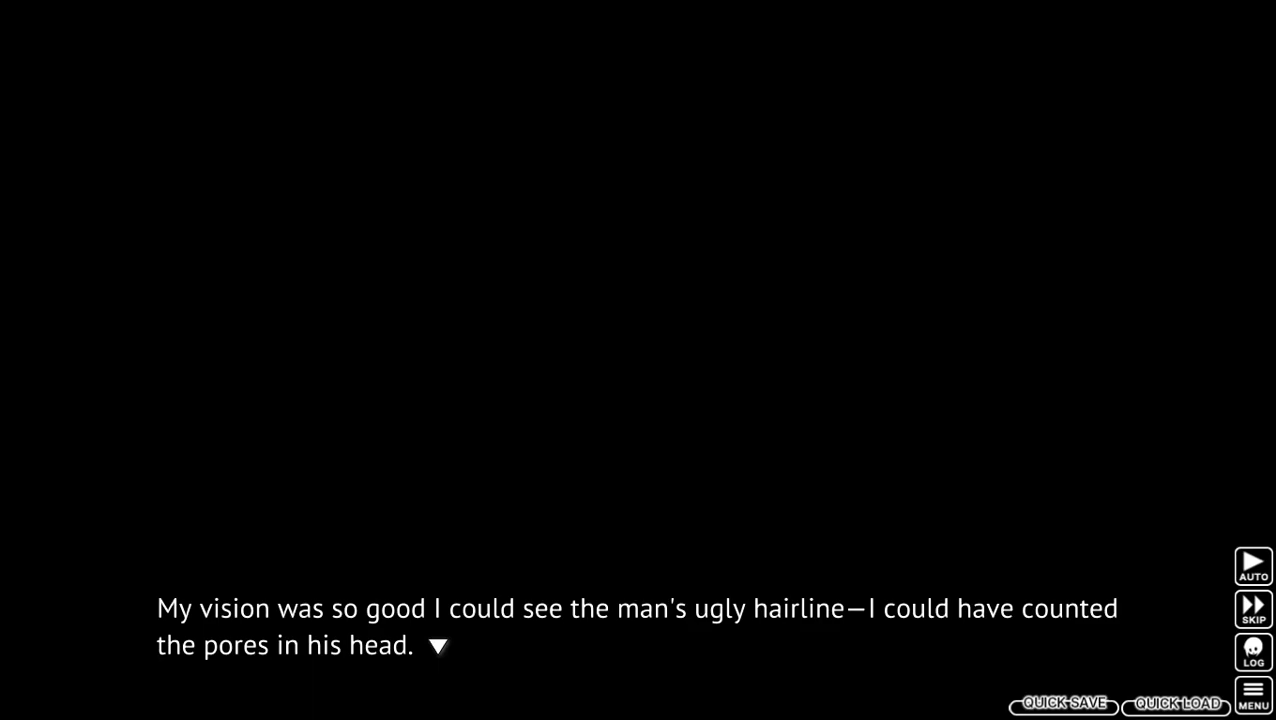 My vision was so good I could see the man's ugly hairline—I could have counted
the pores in his head.
AUTO
SKIP
LOG
MENU
QUICK SAVE QUICK LOAD